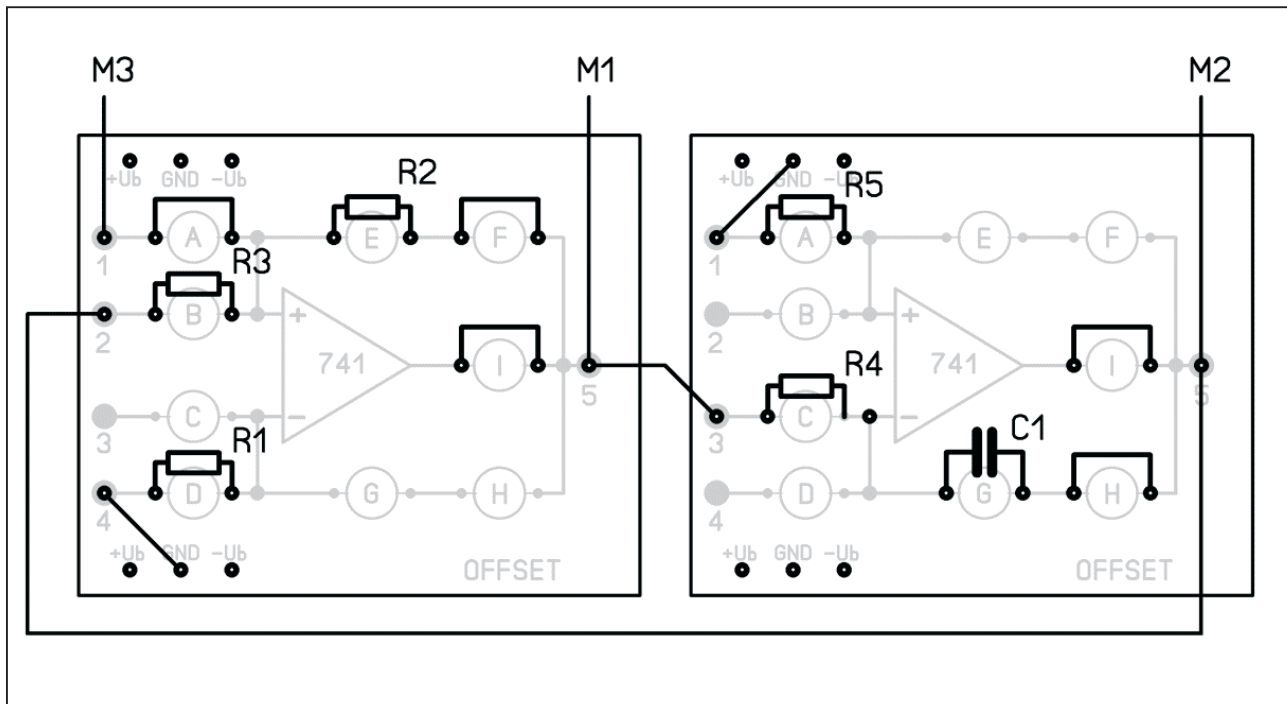 M3 M1 M2
+Ub GND -Ub R2 +Ub GND -Ub R5
A E F A E F
1 R3 1
B B
2 + 2 +
741 I 741 I
R4
5 5
C - C -
3 R1 3 C1
D G H D G H
4 4
+Ub GND -Ub OFFSET +Ub GND -Ub OFFSET